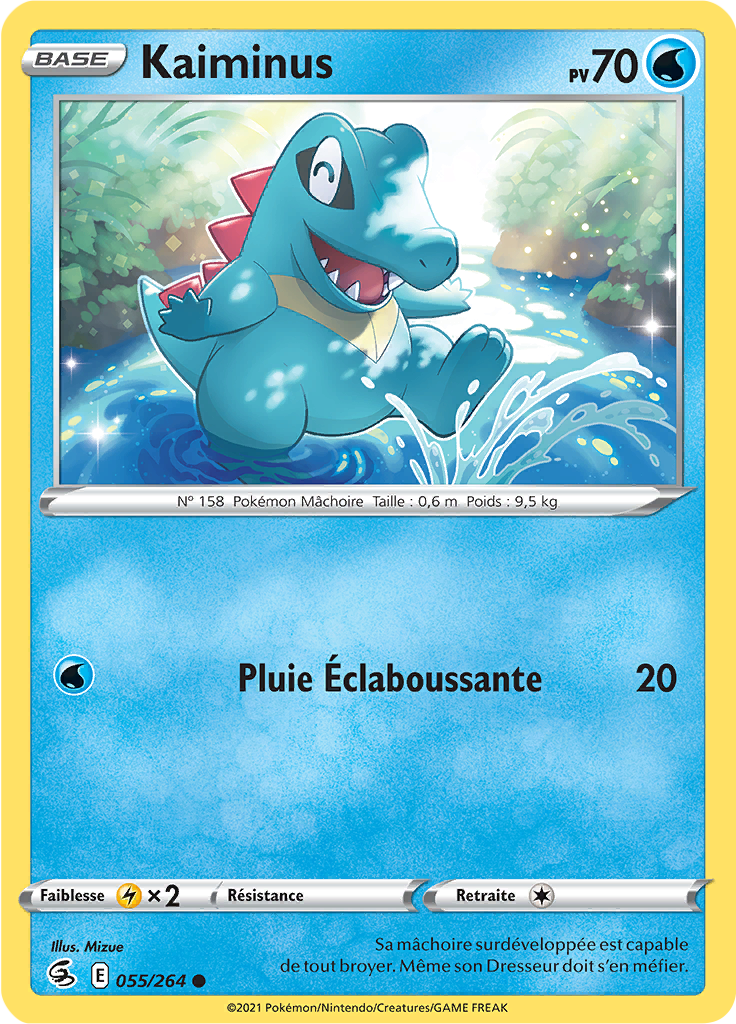 BASE Kaiminus PV70
Nº 158 Pokémon Mâchoire Taille : 0,6 m Poids : 9,5 kg
Pluie Éclaboussante 20
Faiblesse ×2 Résistance Retraite
Illus. Mizue
Sa mâchoire surdéveloppée est capable
de tout broyer. Même son Dresseur doit s'en méfier.
E 055/264
©2021 Pokémon/Nintendo/Creatures/GAME FREAK